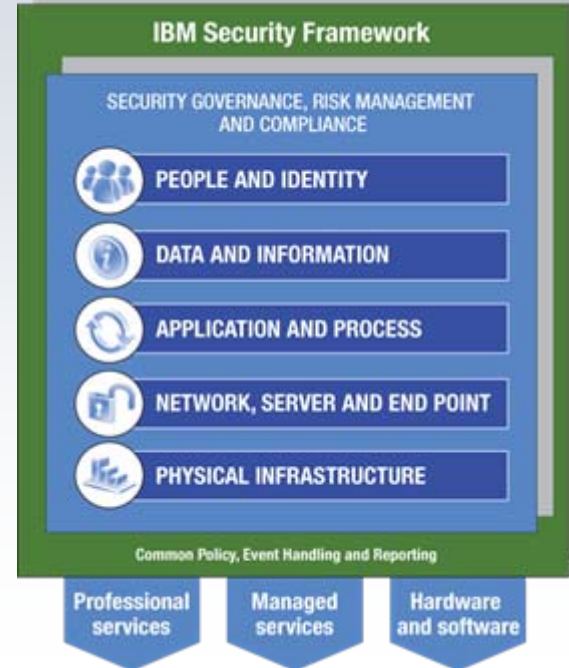 IBM Security Framework
SECURITY GOVERNANCE, RISK MANAGEMENT
AND COMPLIANCE
PEOPLE AND IDENTITY
DATA AND INFORMATION
APPLICATION AND PROCESS
NETWORK, SERVER AND END POINT
PHYSICAL INFRASTRUCTURE
Common Policy, Event Handling and Reporting
Professional
services
Managed
services
Hardware
and software